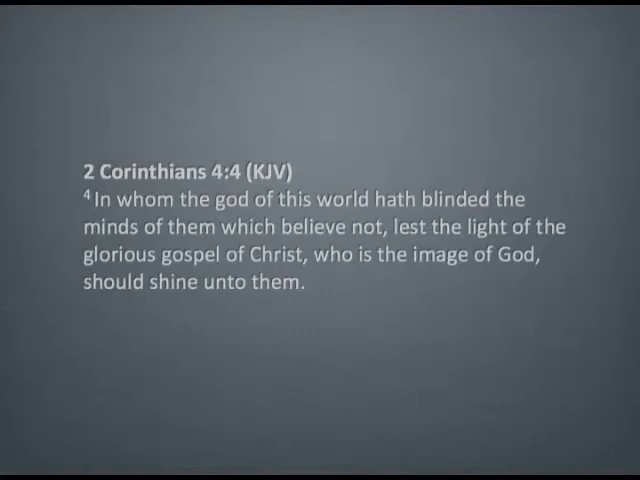 2 Corinthians 4:4 (KJV)
4 In whom the god of this world hath blinded the
minds of them which believe not, lest the light of the
glorious gospel of Christ, who is the image of God,
should shine unto them.